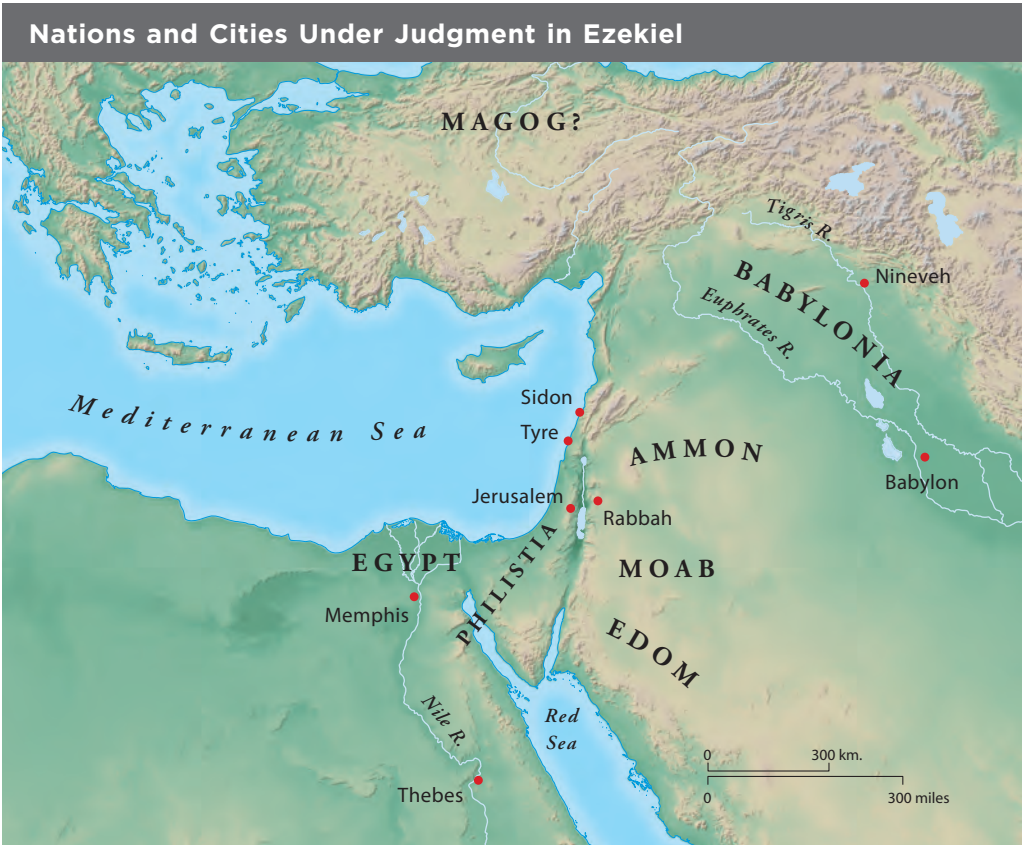 Nations and Cities Under Judgment in Ezekiel
MAGOG?
Tigris R.
Nineveh
BABYLONIA
Euphrates R.
Sidon
Mediterranean Sea
Tyre
AMMON
Babylon
Jerusalem
Rabbah
EGYPT
PHILISTIA
MOAB
Memphis
EDOM
Nile R.
Red
Sea
0 300 km.
Thebes
0 300 miles